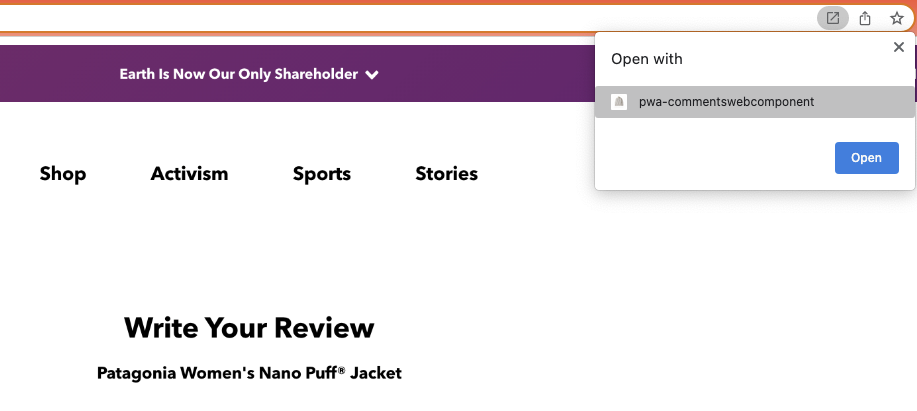 Open with
Earth Is Now Our Only Shareholder
pwa-commentswebcomponent
Open
Shop Activism Sports Stories
Write Your Review
Patagonia Women's Nano Puff® Jacket